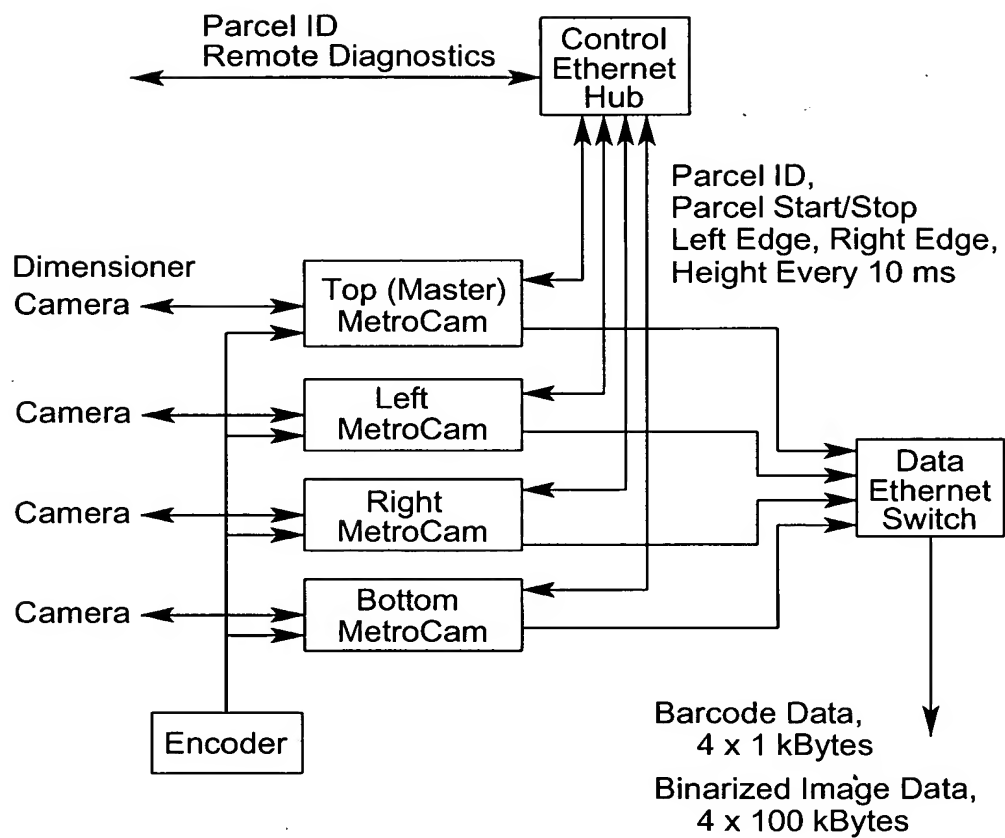 Parcel ID
Remote Diagnostics
Control
Ethernet
Hub
Parcel ID,
Parcel Start/Stop
Left Edge, Right Edge,
Height Every 10 ms
Dimensioner
Camera
Top (Master)
MetroCam
Camera
Left
MetroCam
Camera
Right
MetroCam
Camera
Bottom
MetroCam
Data
Ethernet
Switch
Encoder
Barcode Data,
4 x 1 kBytes
Binarized Image Data,
4 x 100 kBytes